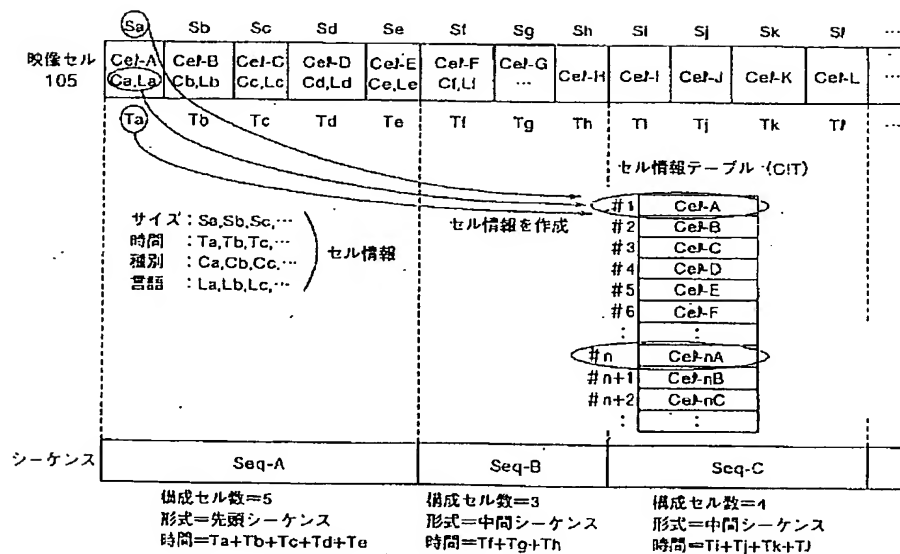 Sa Sb Sc Sd Se Sf Sg Sh Si Sj Sk Sl …
映像セル
105
Cel-A Cel-B Cel-C Cel-D Cel-E Cel-F Cel-G Cel-H Cel-I Cel-J Cel-K Cel-L …
Ca,La Cb,Lb Cc,Lc Cd,Ld Ce,Le Cf,Lf …
Ta Tb Tc Td Te Tf Tg Th Ti Tj Tk Tl …
セル情報テーブル (CIT)
サイズ:Sa,Sb,Sc,…
時間:Ta,Tb,Tc,…
種別:Ca,Cb,Cc,…
言語:La,Lb,Lc,…
セル情報
セル情報を作成
#1 Cel-A
#2 Cel-B
#3 Cel-C
#4 Cel-D
#5 Cel-E
#6 Cel-F
: :
#n Cel-nA
#n+1 Cel-nB
#n+2 Cel-nC
: :
シーケンス
Seq-A Seq-B Seq-C
構成セル数=5
形式=先頭シーケンス
時間=Ta+Tb+Tc+Td+Te
構成セル数=3
形式=中間シーケンス
時間=Tf+Tg+Th
構成セル数=4
形式=中間シーケンス
時間=Ti+Tj+Tk+Tl